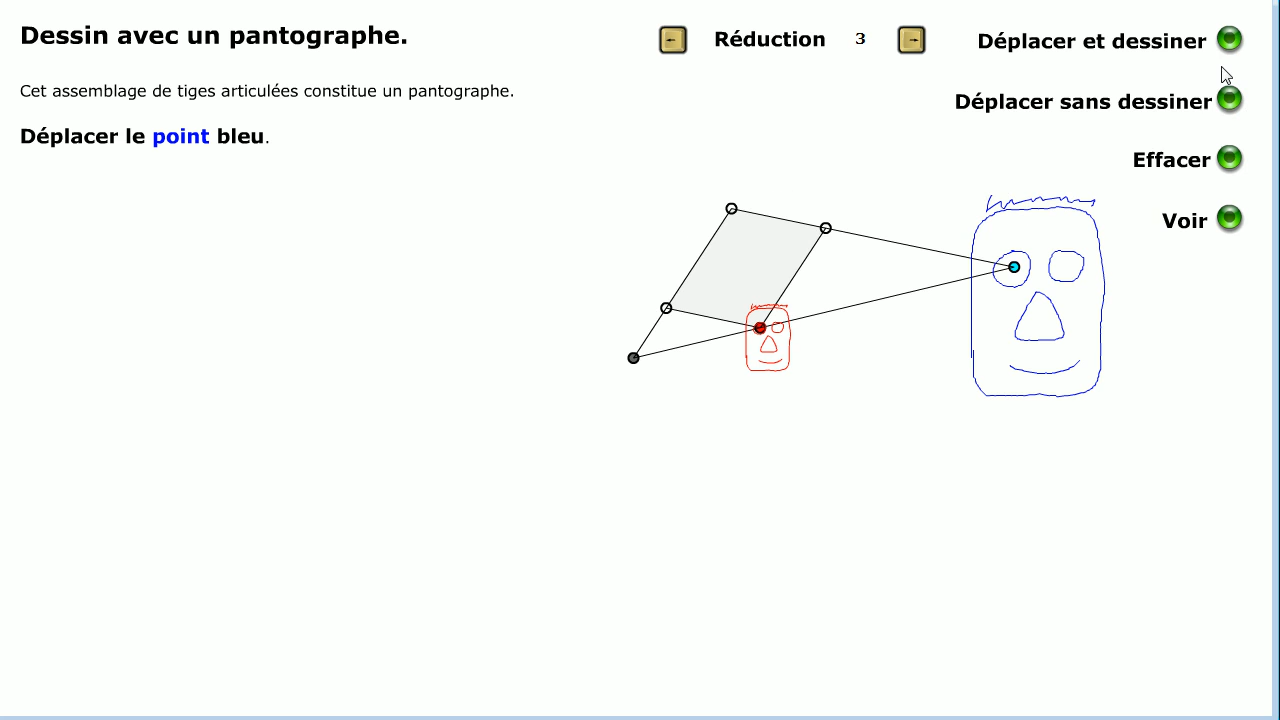 Dessin avec un pantographe.
Réduction 3
Déplacer et dessiner
Cet assemblage de tiges articulées constitue un pantographe.
Déplacer sans dessiner
Déplacer le point bleu.
Effacer
Voir